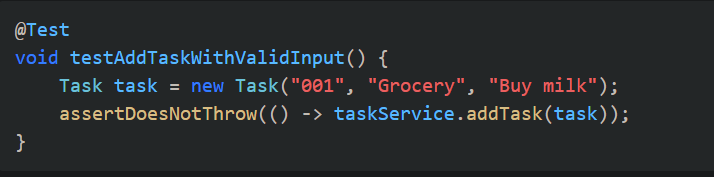 @Test
void testAddTaskWithValidInput() {
    Task task = new Task("001", "Grocery", "Buy milk");
    assertDoesNotThrow(() -> taskService.addTask(task));
}